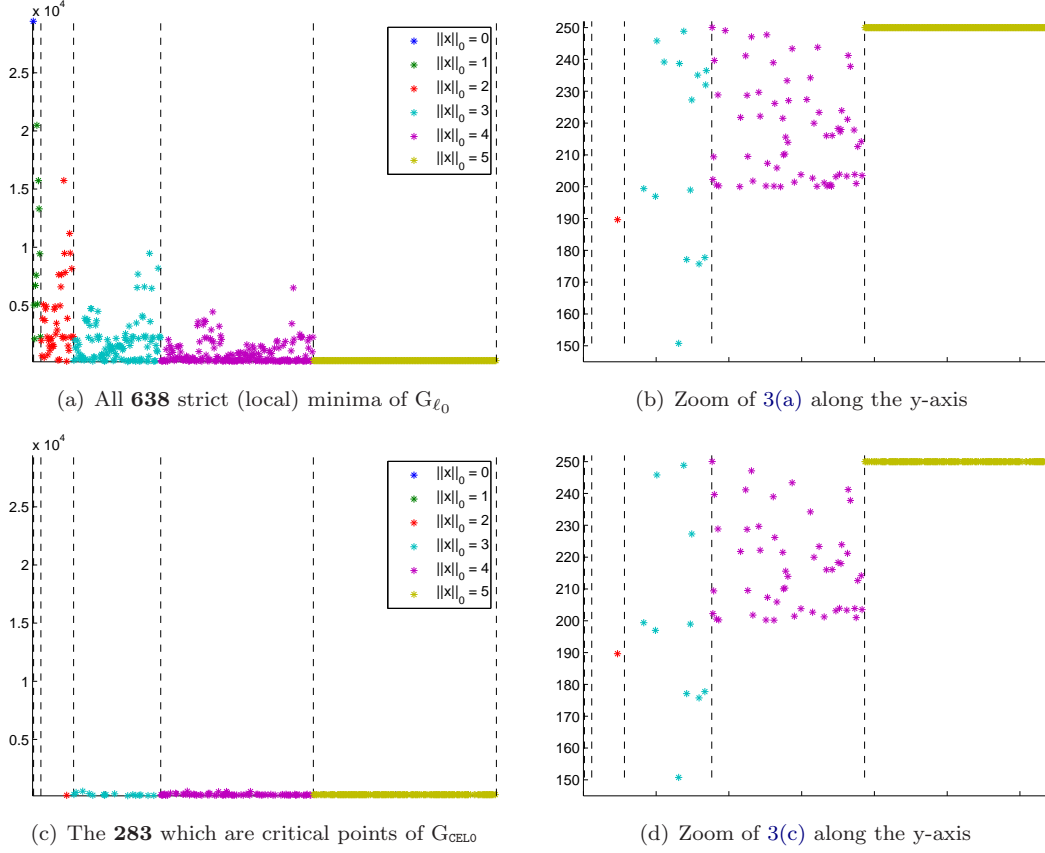 x 10^4
2.5
2
1.5
1
0.5
||x||_0 = 0
||x||_0 = 1
||x||_0 = 2
||x||_0 = 3
||x||_0 = 4
||x||_0 = 5
(a) All 638 strict (local) minima of G_{ℓ_0}
250
240
230
220
210
200
190
180
170
160
150
(b) Zoom of 3(a) along the y-axis
x 10^4
2.5
2
1.5
1
0.5
||x||_0 = 0
||x||_0 = 1
||x||_0 = 2
||x||_0 = 3
||x||_0 = 4
||x||_0 = 5
(c) The 283 which are critical points of G_{CEL0}
250
240
230
220
210
200
190
180
170
160
150
(d) Zoom of 3(c) along the y-axis